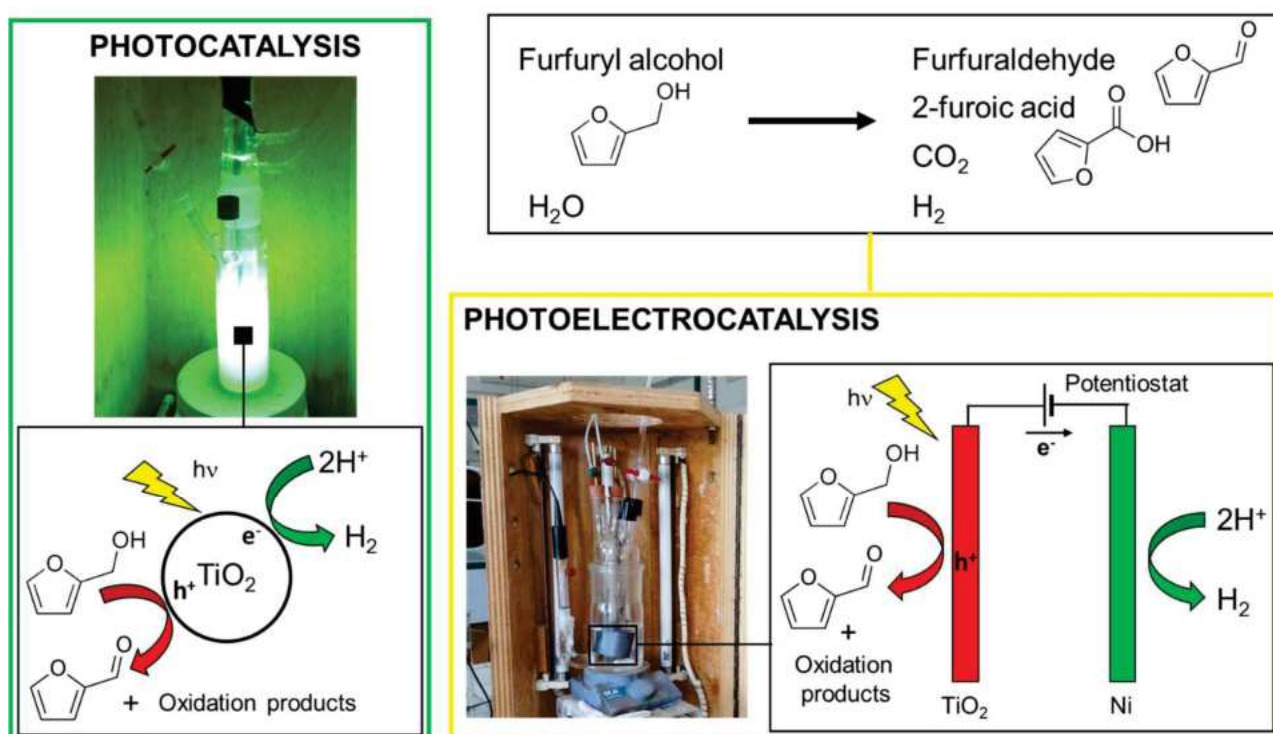 PHOTOCATALYSIS
hν
2H⁺
e⁻
H₂
OH
O
h⁺
TiO₂
O
O
+ Oxidation products
Furfuryl alcohol
OH
O
H₂O
Furfuraldehyde
O
O
2-furoic acid
O
OH
O
CO₂
H₂
PHOTOELECTROCATALYSIS
hν
Potentiostat
e⁻
OH
O
h⁺
2H⁺
H₂
O
O
+
Oxidation
products
TiO₂
Ni